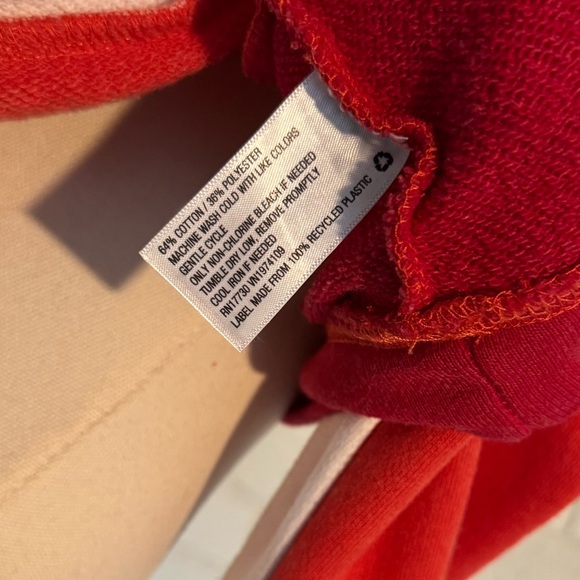 64% COTTON / 36% POLYESTER
MACHINE WASH COLD WITH LIKE COLORS
GENTLE CYCLE
ONLY NON-CHLORINE BLEACH IF NEEDED
TUMBLE DRY LOW. REMOVE PROMPTLY
COOL IRON IF NEEDED
RN17730 VN1974109
LABEL MADE FROM 100% RECYCLED PLASTIC